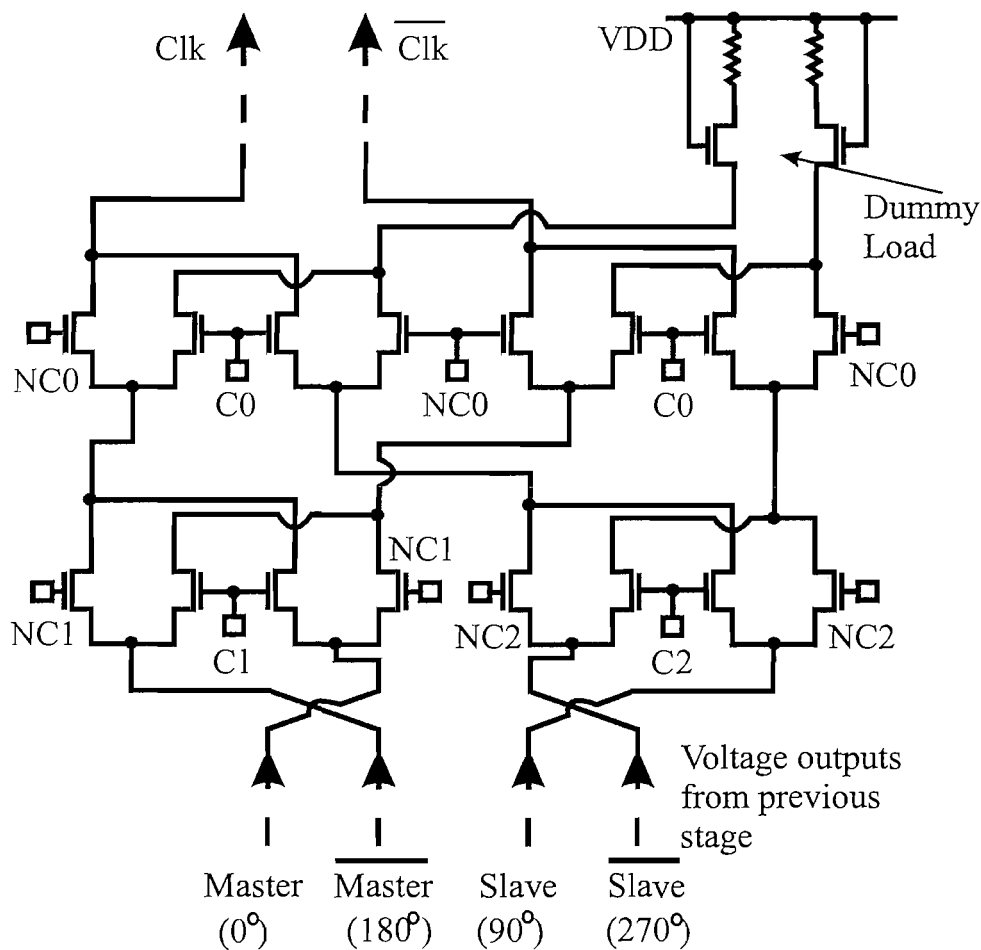 Clk
Clk
VDD
Dummy
Load
NC0
C0
NC0
C0
NC0
NC1
NC1
C1
NC2
C2
NC2
Voltage outputs
from previous
stage
Master
(0°)
Master
(180°)
Slave
(90°)
Slave
(270°)